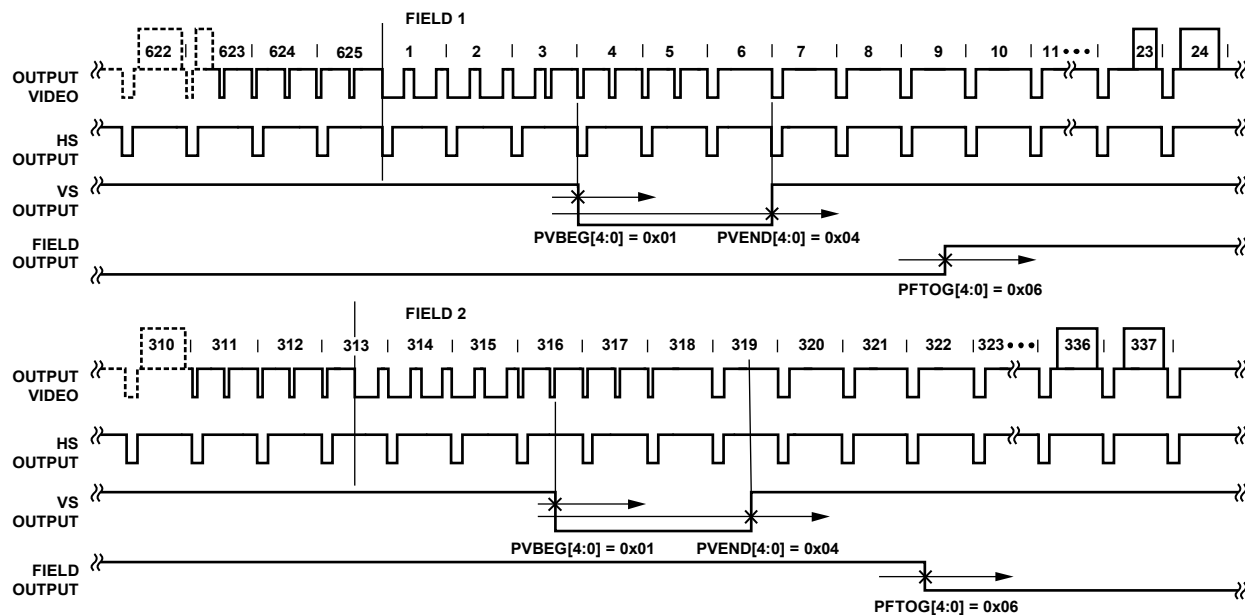 FIELD 1
622 623 624 625 1 2 3 4 5 6 7 8 9 10 11 ••• 23 24
OUTPUT
VIDEO
HS
OUTPUT
VS
OUTPUT
PVBEG[4:0] = 0x01 PVEND[4:0] = 0x04
FIELD
OUTPUT
PFTOG[4:0] = 0x06
FIELD 2
310 311 312 313 314 315 316 317 318 319 320 321 322 323 ••• 336 337
OUTPUT
VIDEO
HS
OUTPUT
VS
OUTPUT
PVBEG[4:0] = 0x01 PVEND[4:0] = 0x04
FIELD
OUTPUT
PFTOG[4:0] = 0x06